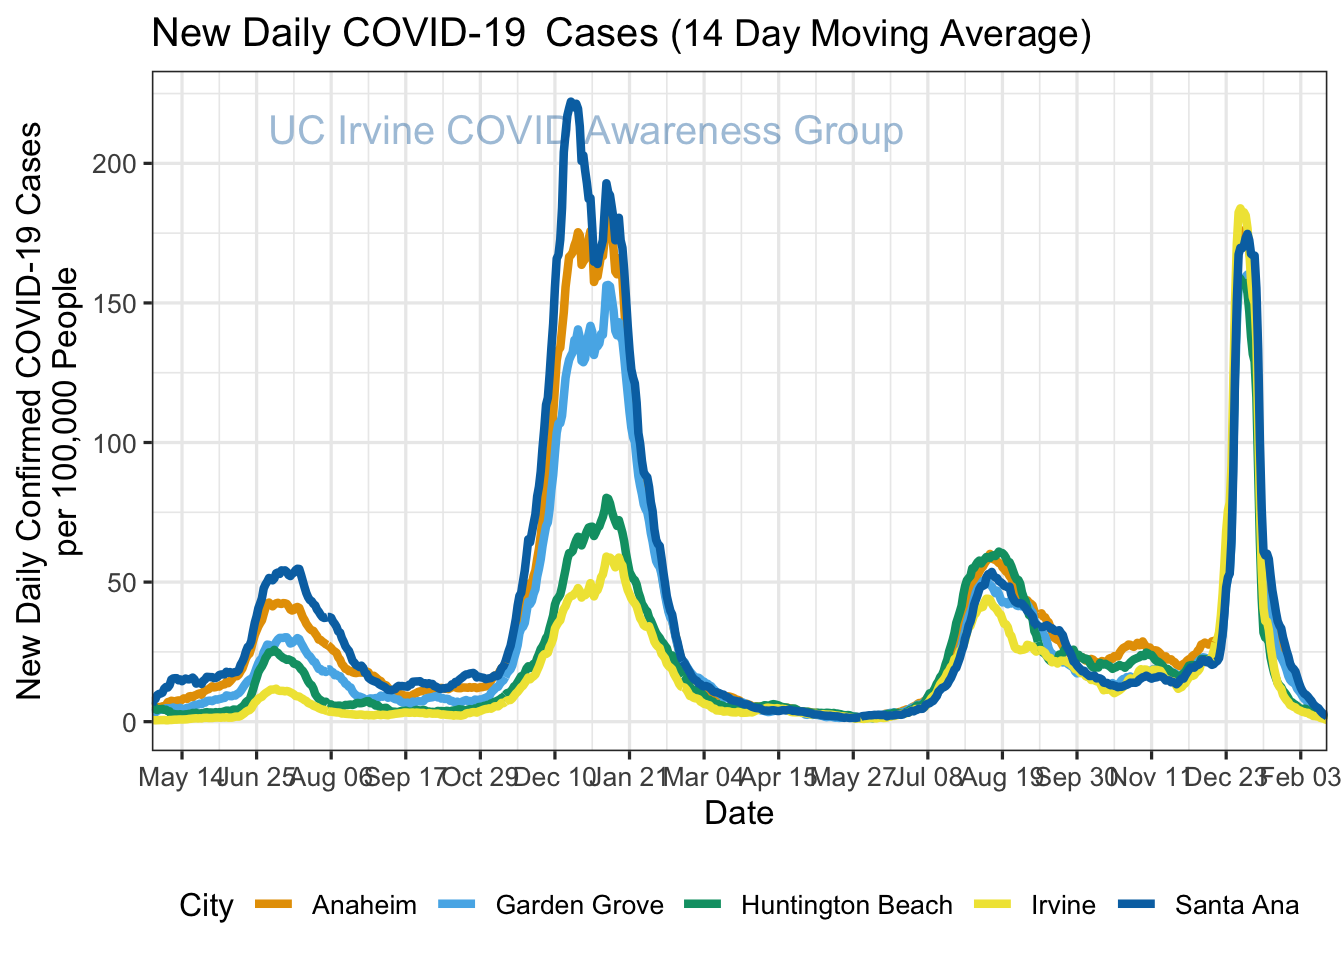 New Daily COVID-19 Cases (14 Day Moving Average)
UC Irvine COVID Awareness Group
New Daily Confirmed COVID-19 Cases
per 100,000 People
200
150
100
50
0
May 14 Jun 25 Aug 06 Sep 17 Oct 29 Dec 10 Jan 21 Mar 04 Apr 15 May 27 Jul 08 Aug 19 Sep 30 Nov 11 Dec 23 Feb 03
Date
City Anaheim Garden Grove Huntington Beach Irvine Santa Ana